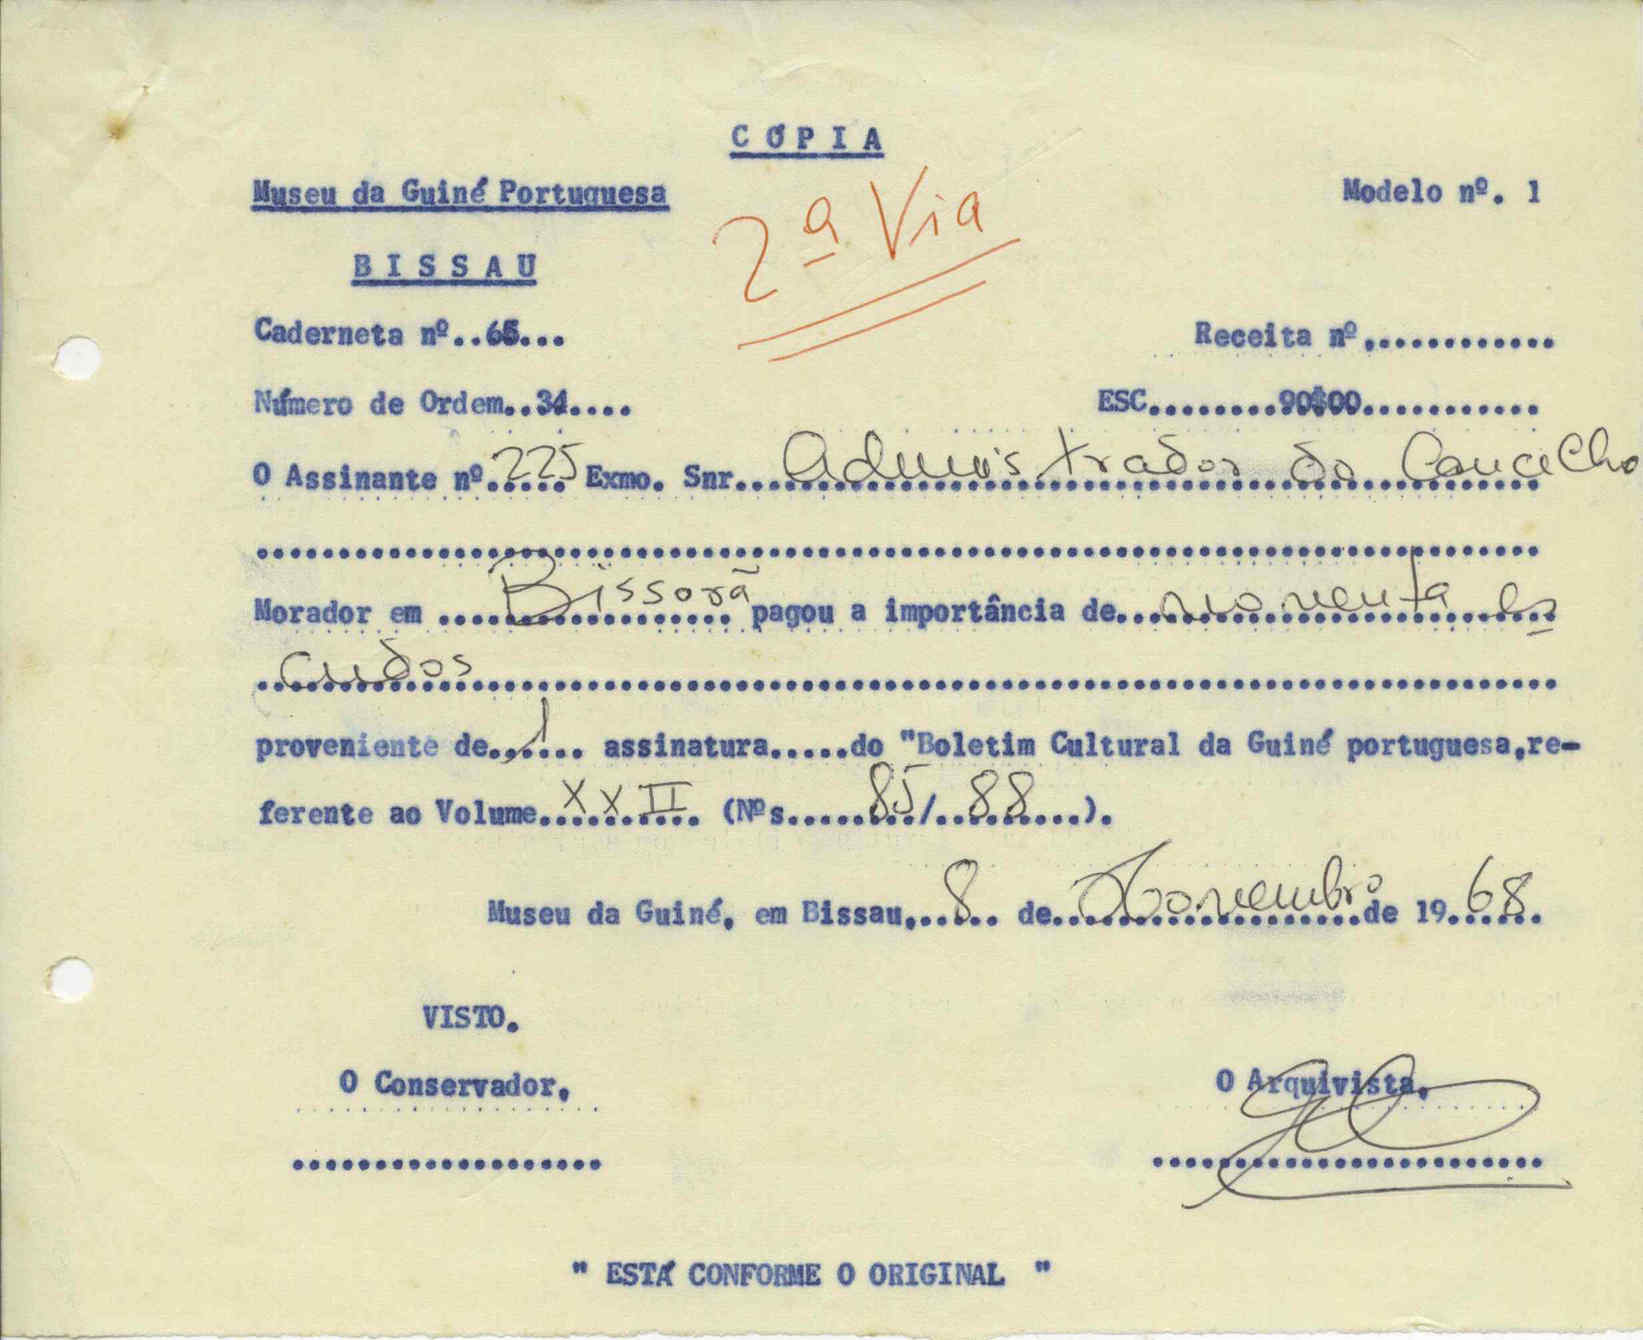 CÓPIA
Museu da Guiné Portuguesa
Modelo nº. 1
2ª Via
BISSAU
Caderneta nº..65...
Receita nº.............
Número de Ordem..34....
ESC........90$00...........
O Assinante nº.225 Exmo. Snr. Administrador do Concelho
Morador em Bissorã pagou a importância de noventa es-
cudos
proveniente de 1 assinatura.....do "Boletim Cultural da Guiné portuguesa,re-
ferente ao Volume XXII (Nºs 85/88).
Museu da Guiné, em Bissau, 8 de Novembro de 1968
VISTO.
O Conservador,
O Arquivista,
" ESTÁ CONFORME O ORIGINAL "